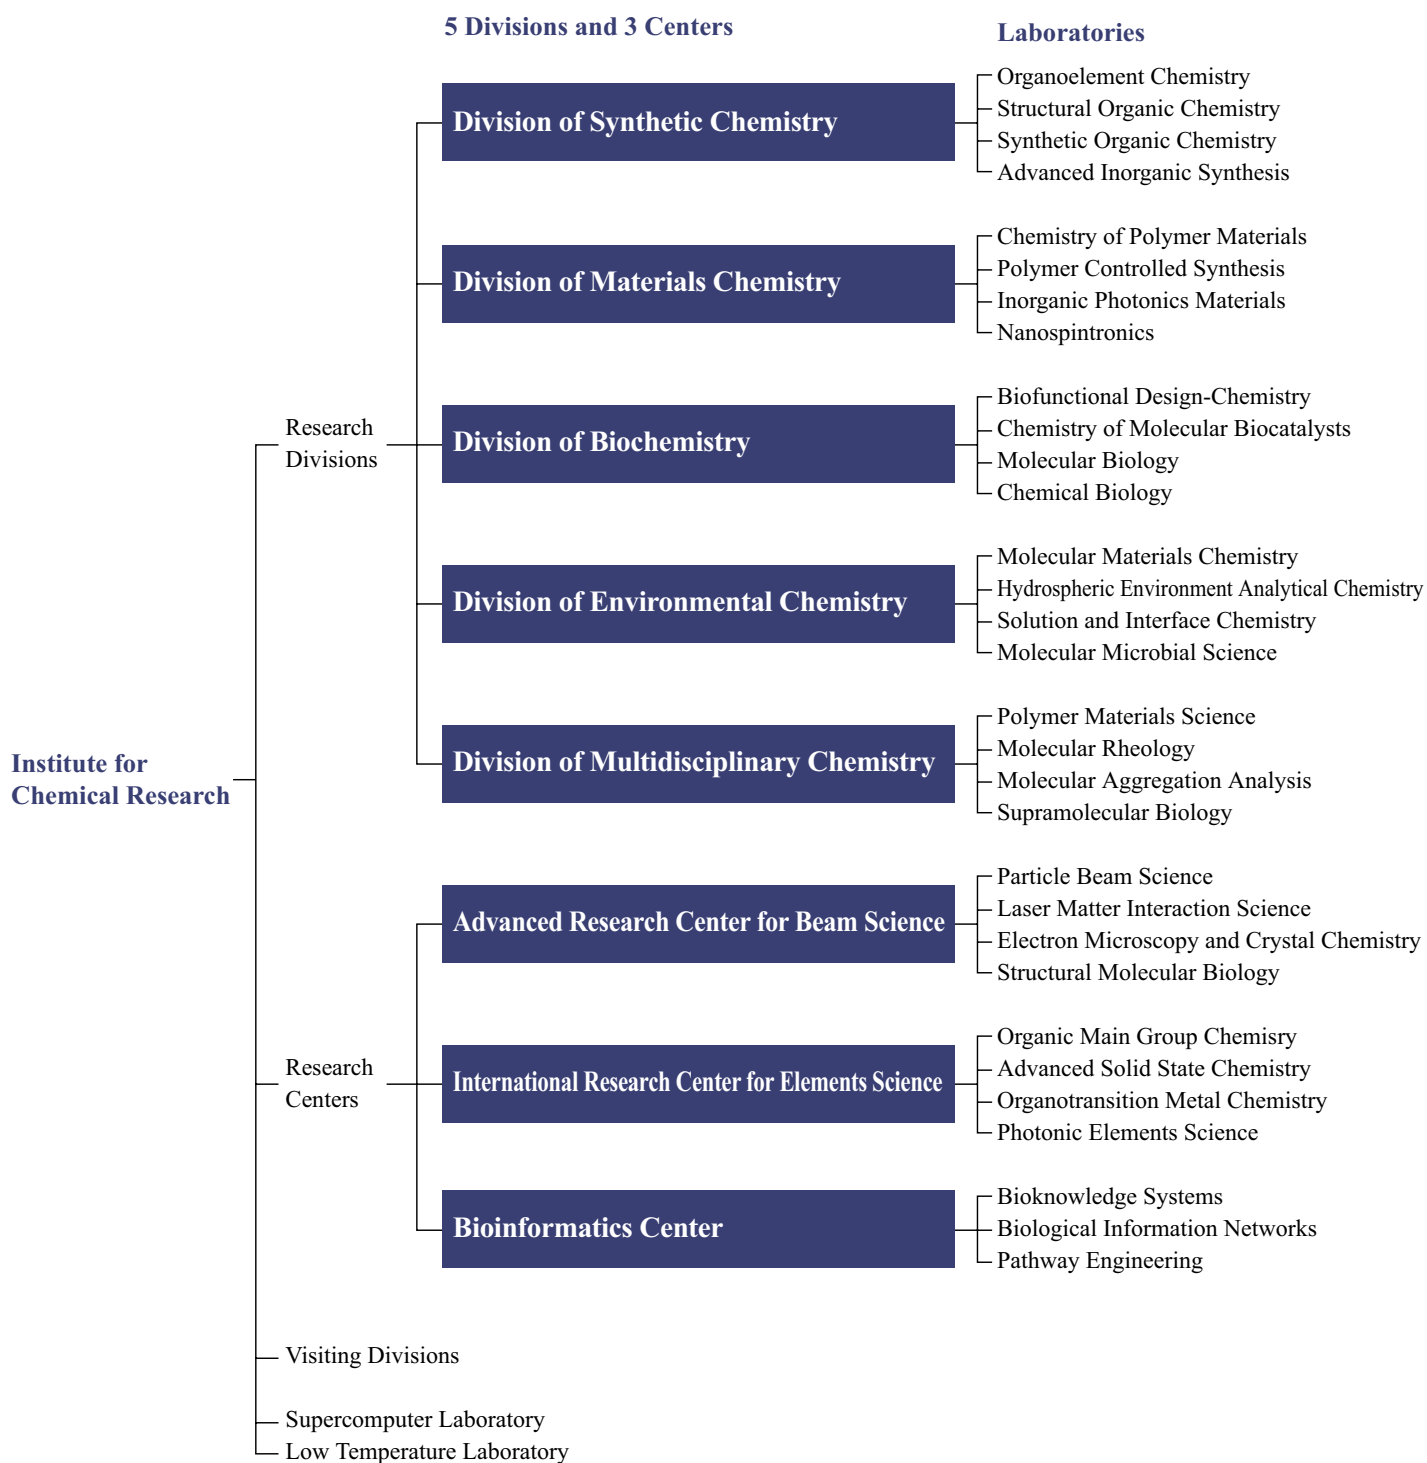 5 Divisions and 3 Centers
Laboratories
Institute for
Chemical Research
Research
Divisions
Division of Synthetic Chemistry
Organoelement Chemistry
Structural Organic Chemistry
Synthetic Organic Chemistry
Advanced Inorganic Synthesis
Division of Materials Chemistry
Chemistry of Polymer Materials
Polymer Controlled Synthesis
Inorganic Photonics Materials
Nanospintronics
Division of Biochemistry
Biofunctional Design-Chemistry
Chemistry of Molecular Biocatalysts
Molecular Biology
Chemical Biology
Division of Environmental Chemistry
Molecular Materials Chemistry
Hydrospheric Environment Analytical Chemistry
Solution and Interface Chemistry
Molecular Microbial Science
Division of Multidisciplinary Chemistry
Polymer Materials Science
Molecular Rheology
Molecular Aggregation Analysis
Supramolecular Biology
Research
Centers
Advanced Research Center for Beam Science
Particle Beam Science
Laser Matter Interaction Science
Electron Microscopy and Crystal Chemistry
Structural Molecular Biology
International Research Center for Elements Science
Organic Main Group Chemisry
Advanced Solid State Chemistry
Organotransition Metal Chemistry
Photonic Elements Science
Bioinformatics Center
Bioknowledge Systems
Biological Information Networks
Pathway Engineering
Visiting Divisions
Supercomputer Laboratory
Low Temperature Laboratory